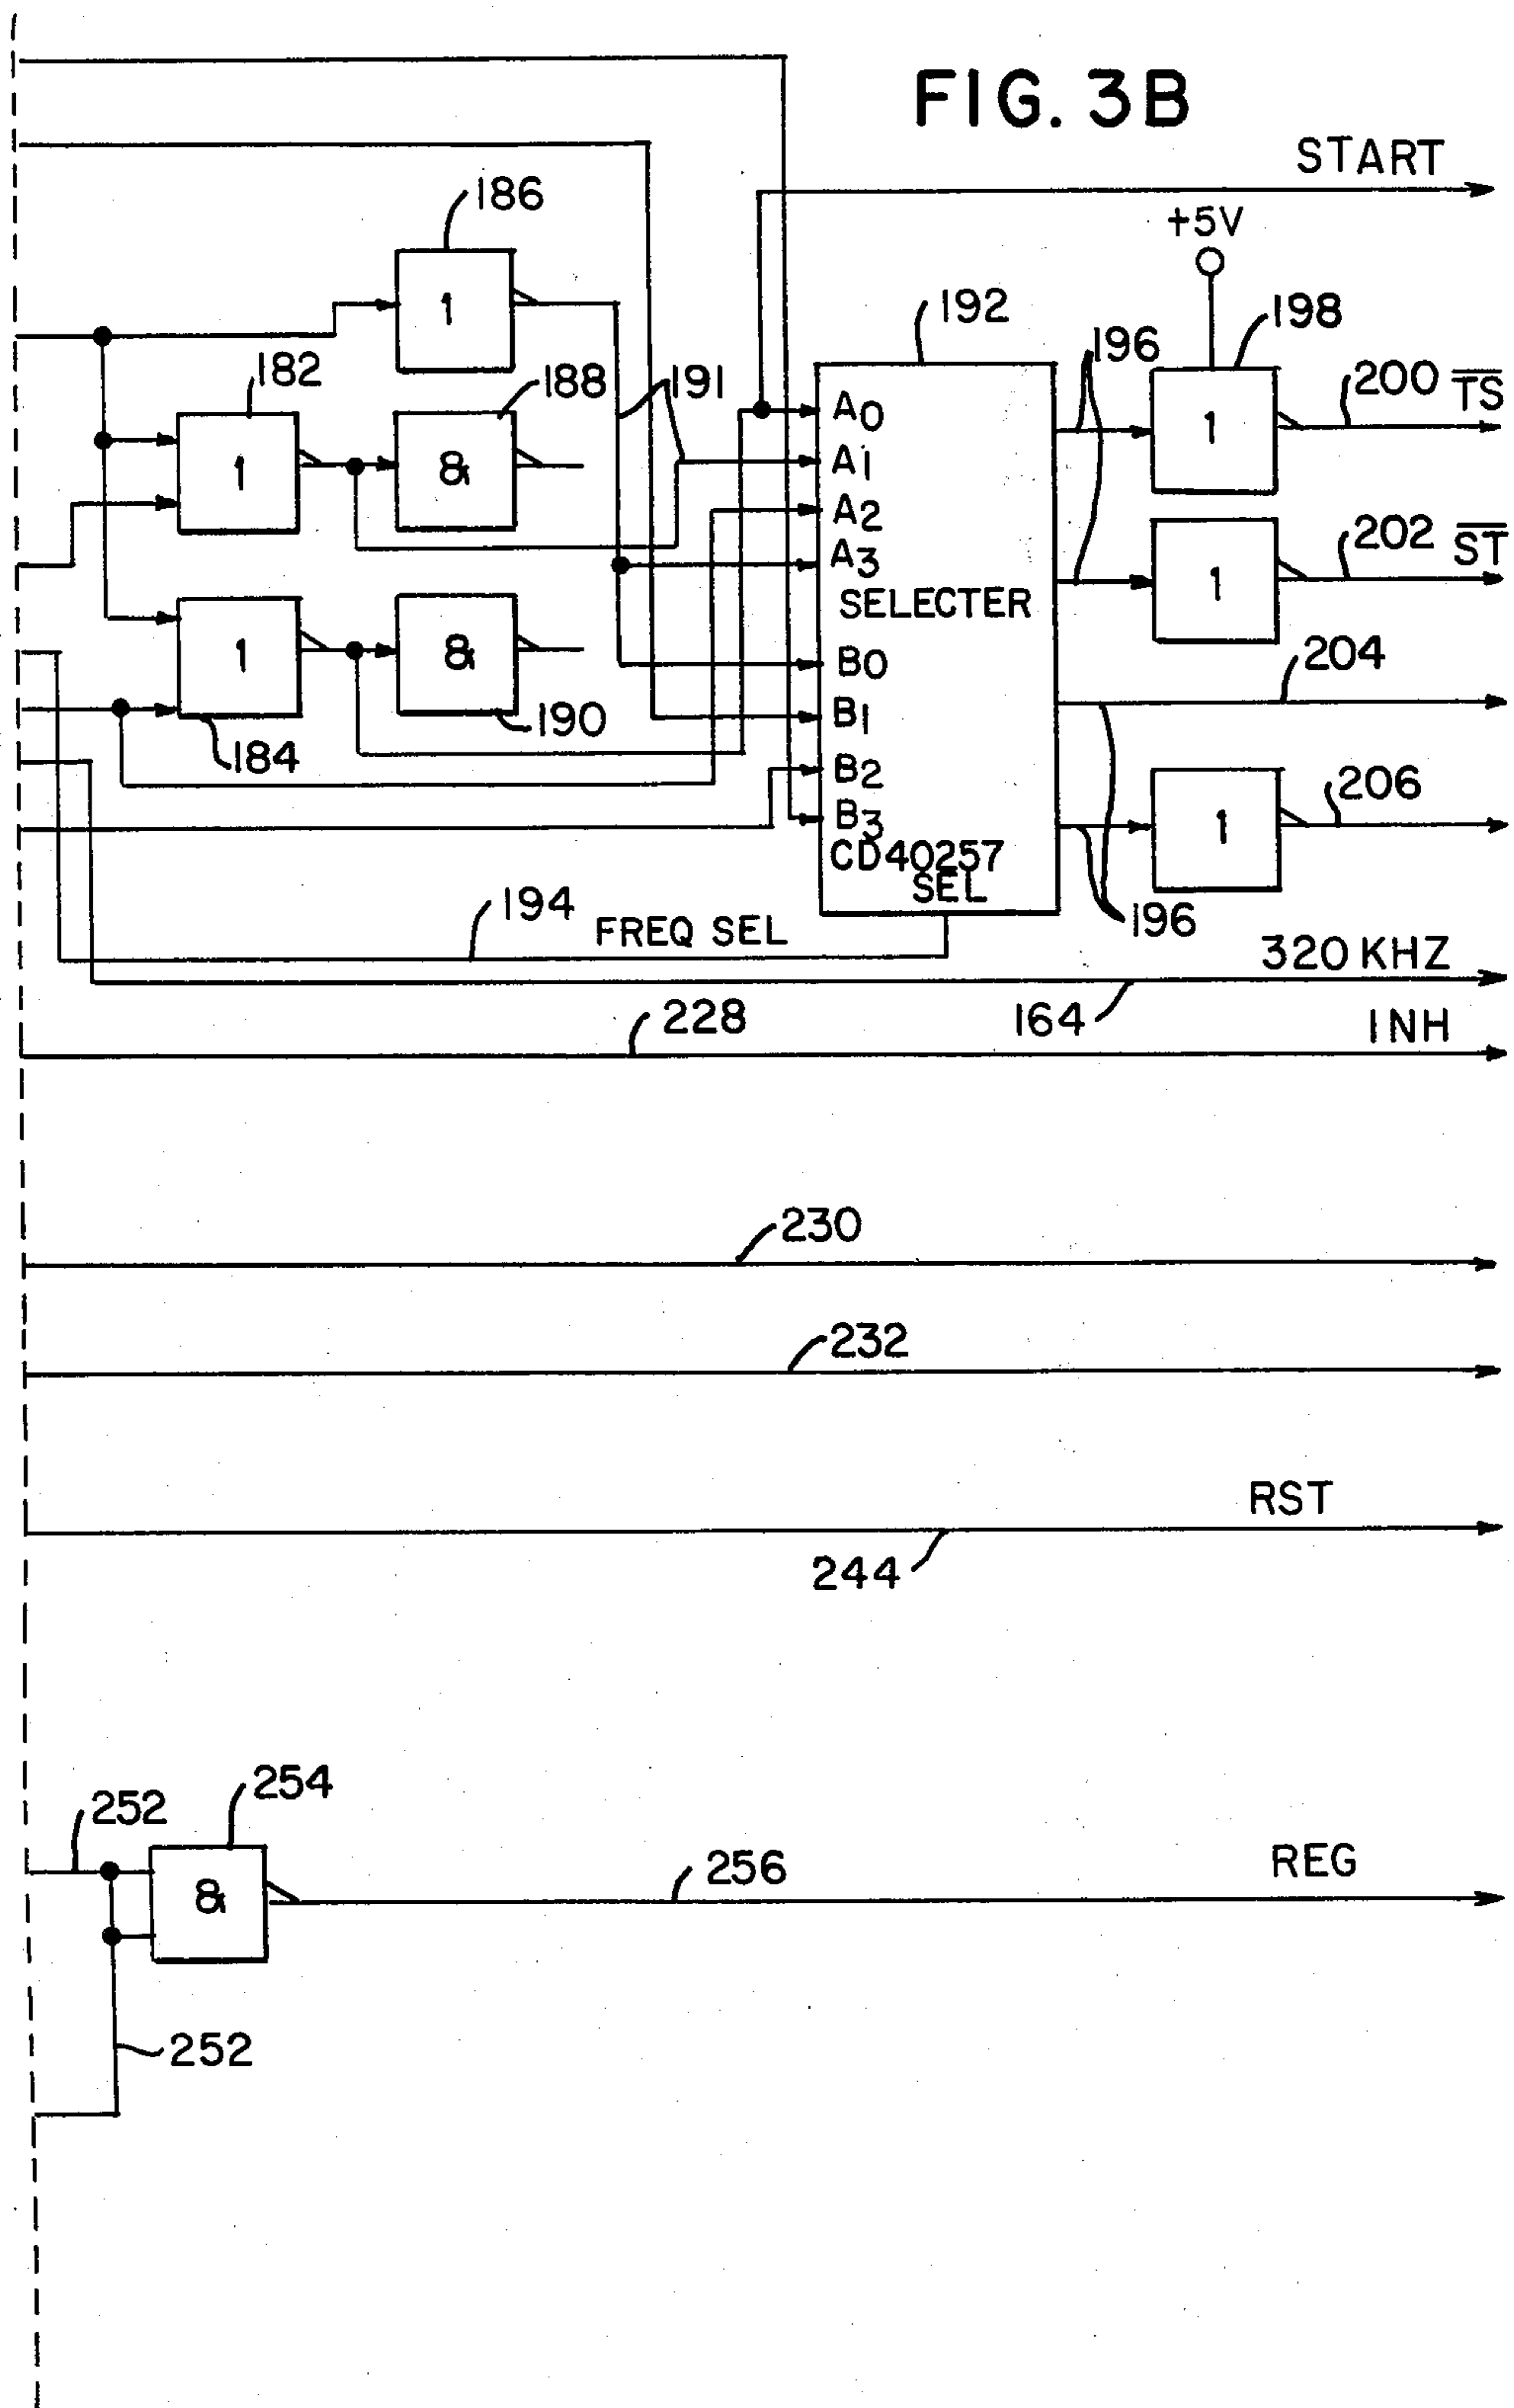 FIG. 3B
START
186
+5V
192
198
182
188
191
196
200 T̅S̅
1
A0
1
A1
1
&
A2
202 S̅T̅
A3
1
SELECTER
1
&
B0
204
190
B1
184
B2
206
B3
1
CD40257
SEL
194
FREQ SEL
196
320 KHZ
228
164
INH
230
232
RST
244
254
252
&
256
REG
252